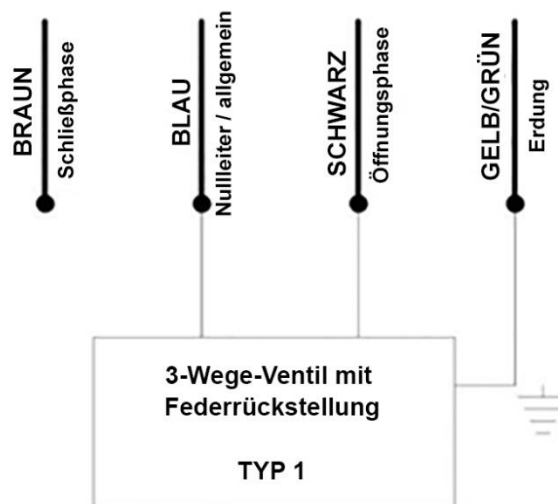 BRAUN
Schließphase
BLAU
Nullleiter / allgemein
SCHWARZ
Öffnungsphase
GELB/GRÜN
Erdung
3-Wege-Ventil mit
Federrückstellung
TYP 1